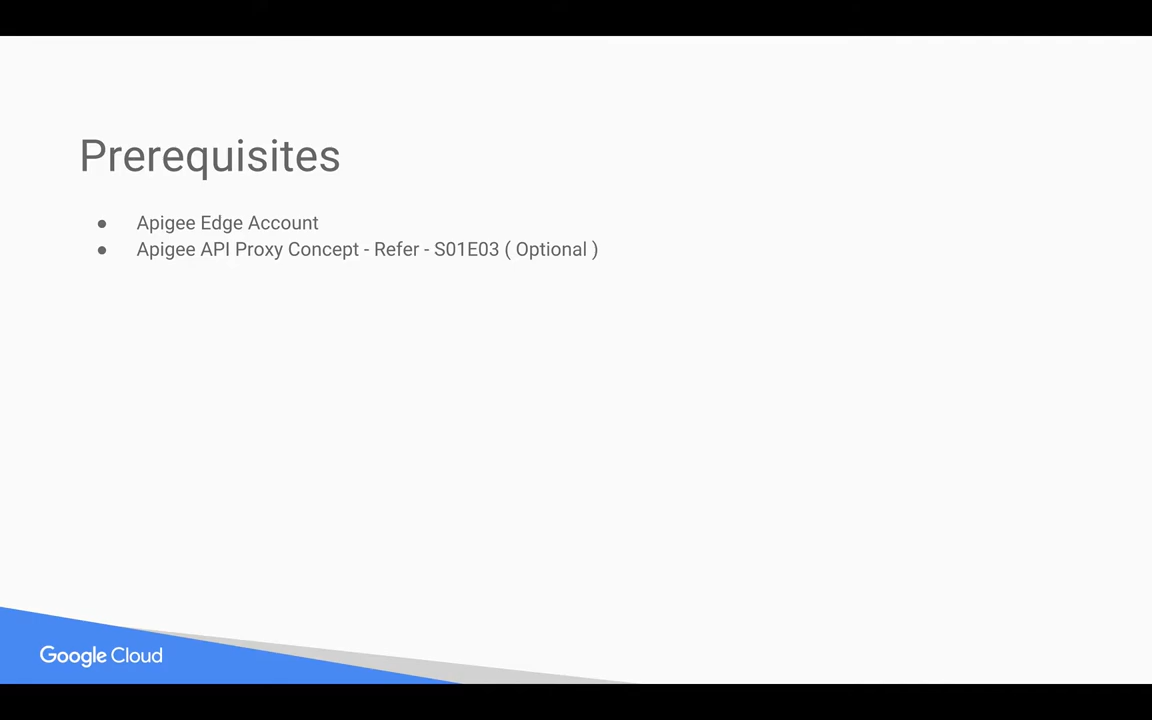 Prerequisites
● Apigee Edge Account
● Apigee API Proxy Concept - Refer - S01E03 ( Optional )
Google Cloud